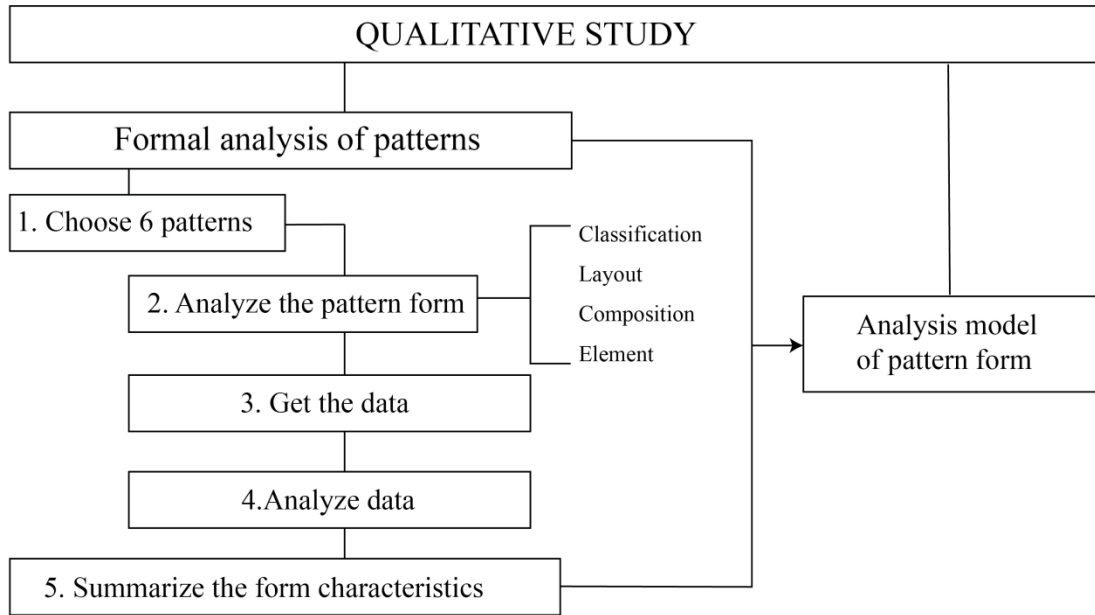 QUALITATIVE STUDY
Formal analysis of patterns
1. Choose 6 patterns
2. Analyze the pattern form
Classification
Layout
Composition
Element
3. Get the data
4.Analyze data
5. Summarize the form characteristics
Analysis model
of pattern form